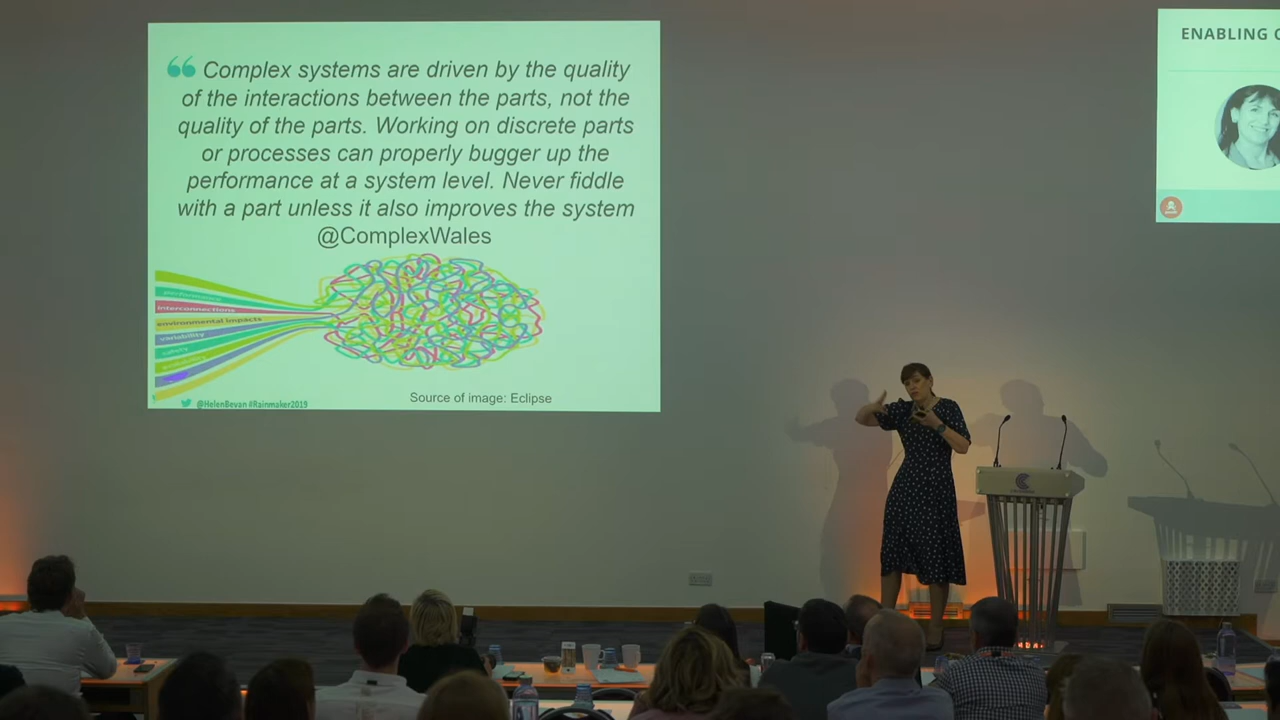 Complex systems are driven by the quality
of the interactions between the parts, not the
quality of the parts. Working on discrete parts
or processes can properly bugger up the
performance at a system level. Never fiddle
with a part unless it also improves the system
@ComplexWales
performance
interconnections
environmental impacts
variability
safety
Source of image: Eclipse
@HelenBevan #Rainmaker2019
ENABLING